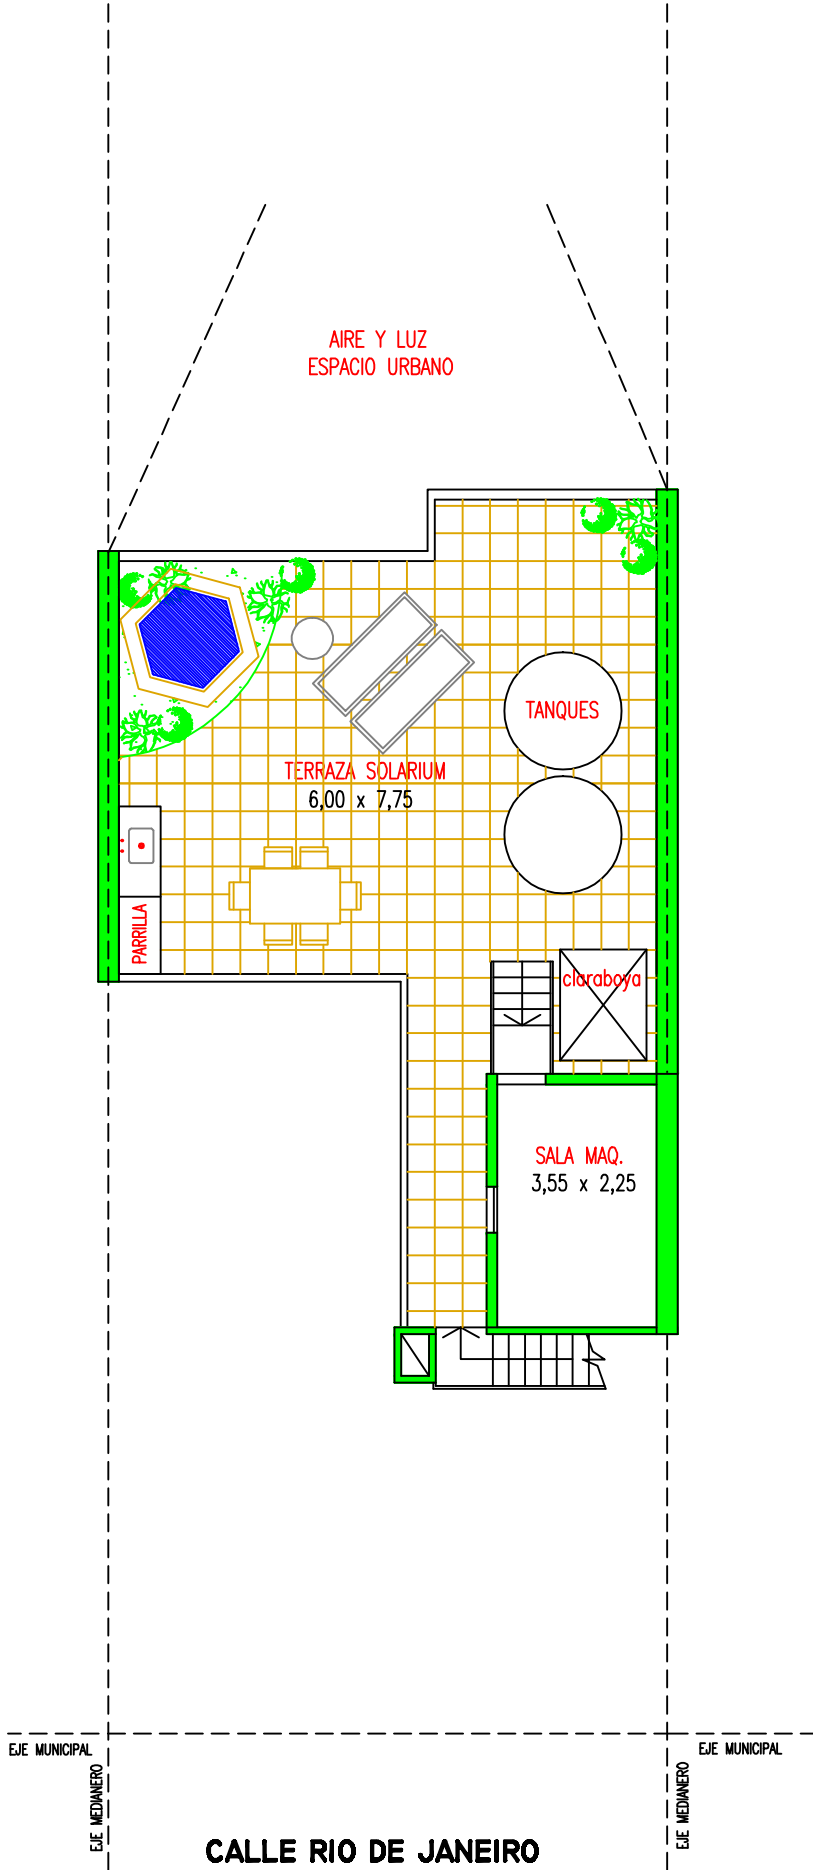 AIRE Y LUZ
ESPACIO URBANO
TANQUES
TERRAZA SOLARIUM
6,00 x 7,75
PARRILLA
claraboya
SALA MAQ.
3,55 x 2,25
EJE MUNICIPAL
EJE MUNICIPAL
EJE MEDIANERO
EJE MEDIANERO
CALLE RIO DE JANEIRO